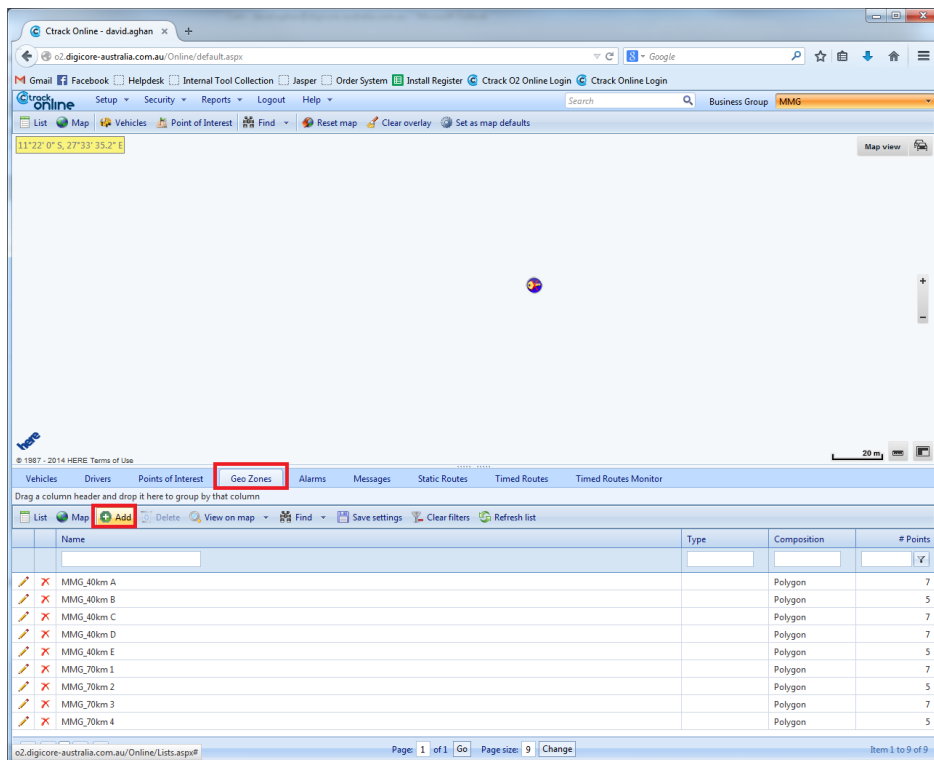 Ctrack Online - david.aghan × +
o2.digicore-australia.com.au/Online/default.aspx Google
Gmail Facebook Helpdesk Internal Tool Collection Jasper Order System Install Register Ctrack O2 Online Login Ctrack Online Login
Ctrack online Setup Security Reports Logout Help Search Business Group MMG
List Map Vehicles Point of Interest Find Reset map Clear overlay Set as map defaults
11°22' 0" S, 27°33' 35.2" E Map view
+
-
here
© 1987 - 2014 HERE Terms of Use 20 m
Vehicles Drivers Points of Interest Geo Zones Alarms Messages Static Routes Timed Routes Timed Routes Monitor
Drag a column header and drop it here to group by that column
List Map Add Delete View on map Find Save settings Clear filters Refresh list
Name Type Composition # Points
MMG_40km A Polygon 7
MMG_40km B Polygon 5
MMG_40km C Polygon 7
MMG_40km D Polygon 7
MMG_40km E Polygon 5
MMG_70km 1 Polygon 7
MMG_70km 2 Polygon 5
MMG_70km 3 Polygon 7
MMG_70km 4 Polygon 5
o2.digicore-australia.com.au/Online/Lists.aspx# Page: 1 of 1 Go Page size: 9 Change Item 1 to 9 of 9